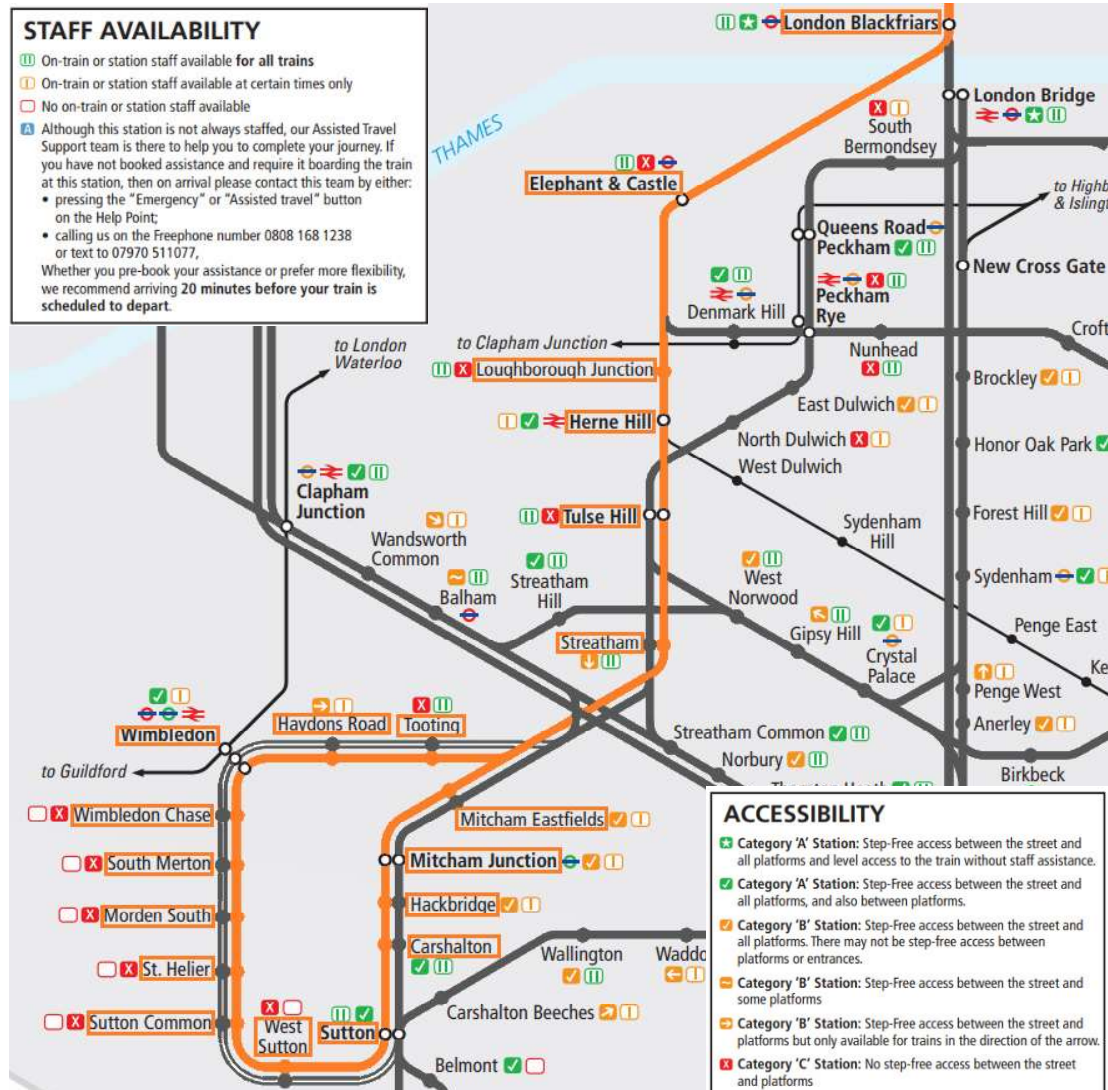 STAFF AVAILABILITY
On-train or station staff available for all trains
On-train or station staff available at certain times only
No on-train or station staff available
A Although this station is not always staffed, our Assisted Travel
Support team is there to help you to complete your journey. If
you have not booked assistance and require it boarding the train
at this station, then on arrival please contact this team by either:
• pressing the "Emergency" or "Assisted travel" button
on the Help Point;
• calling us on the Freephone number 0808 168 1238
or text to 07970 511077,
Whether you pre-book your assistance or prefer more flexibility,
we recommend arriving 20 minutes before your train is
scheduled to depart.
London Blackfriars
London Bridge
THAMES
South
Bermondsey
Elephant & Castle
to Highb
& Islingt
Queens Road
Peckham
New Cross Gate
Peckham
Rye
Denmark Hill
to London
Waterloo
to Clapham Junction
Nunhead
Croft
Loughborough Junction
Brockley
East Dulwich
Herne Hill
North Dulwich
Honor Oak Park
West Dulwich
Clapham
Junction
Tulse Hill
Forest Hill
Wandsworth
Common
Sydenham
Hill
Balham
Streatham
Hill
West
Norwood
Sydenham
Gipsy Hill
Penge East
Streatham
Crystal
Palace
Ke
Penge West
Wimbledon
Haydons Road
Tooting
Streatham Common
Anerley
Norbury
to Guildford
Birkbeck
Thornton Heath
Wimbledon Chase
Mitcham Eastfields
South Merton
Mitcham Junction
Morden South
Hackbridge
St. Helier
Carshalton
Wallington
Waddo
Sutton Common
West
Sutton
Sutton
Carshalton Beeches
Belmont
ACCESSIBILITY
Category 'A' Station: Step-Free access between the street and
all platforms and level access to the train without staff assistance.
Category 'A' Station: Step-Free access between the street and
all platforms, and also between platforms.
Category 'B' Station: Step-Free access between the street and
all platforms. There may not be step-free access between
platforms or entrances.
Category 'B' Station: Step-Free access between the street and
some platforms
Category 'B' Station: Step-Free access between the street and
platforms but only available for trains in the direction of the arrow.
X Category 'C' Station: No step-free access between the street
and platforms